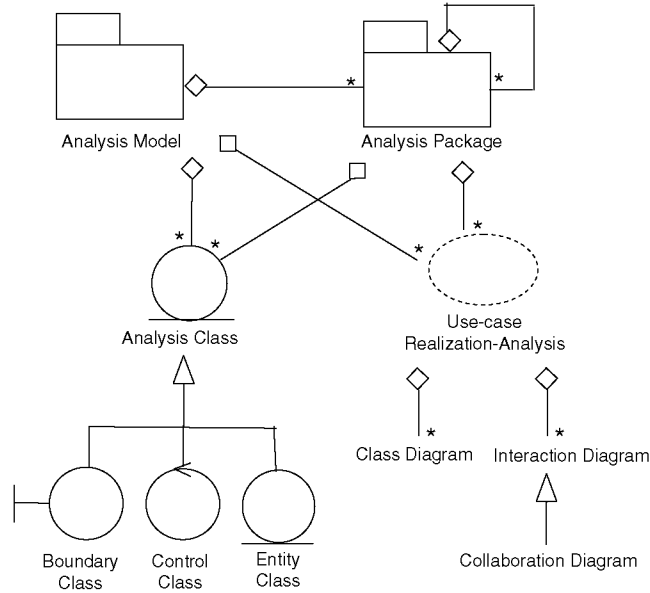 *
*
Analysis Model
Analysis Package
*
*
*
*
Analysis Class
Use-case
Realization-Analysis
*
*
Class Diagram
Interaction Diagram
Boundary
Class
Control
Class
Entity
Class
Collaboration Diagram